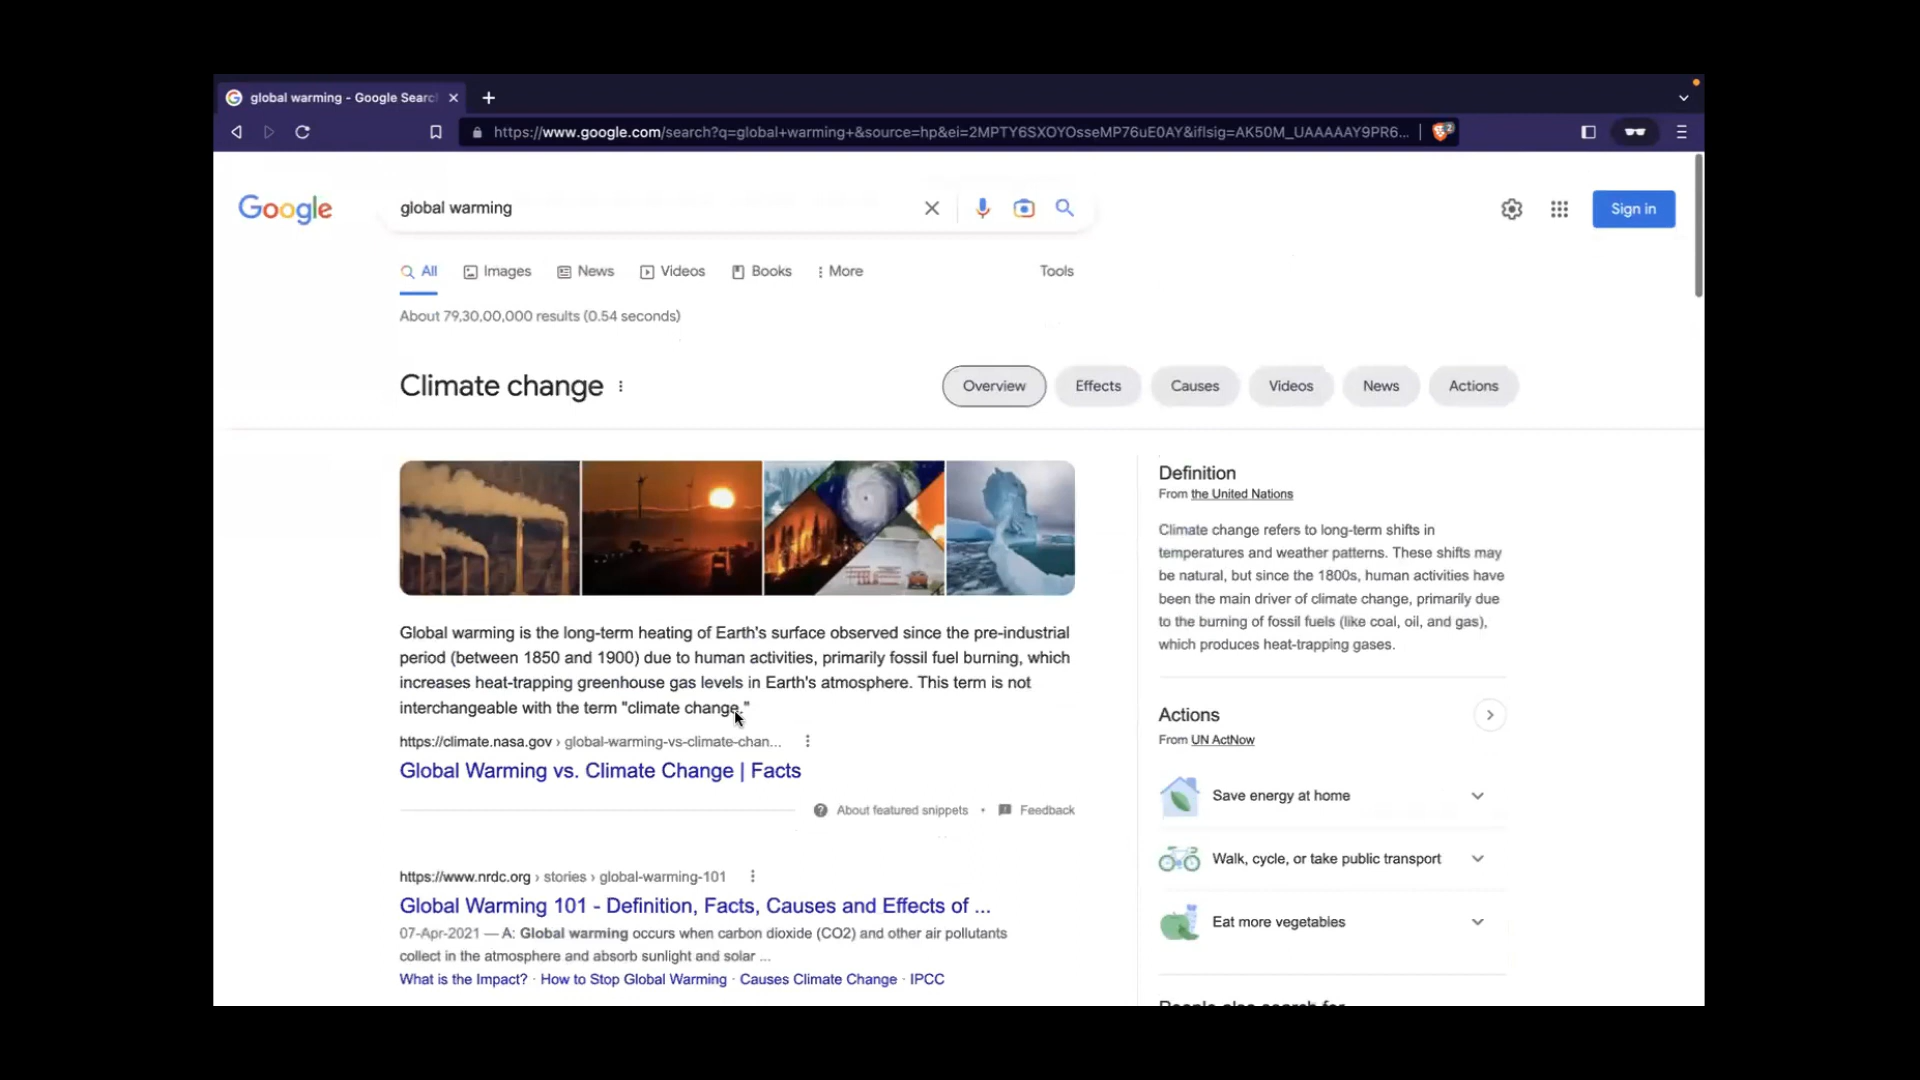 global warming - Google Searc
https://www.google.com/search?q=global+warming+&source=hp&ei=2MPTY6SXOYOsseMP76uE0AY&iflsig=AK50M_UAAAAAY9PR6...
2
Google
global warming
Sign in
All
Images
News
Videos
Books
More
Tools
About 79,30,00,000 results (0.54 seconds)
Climate change
Overview
Effects
Causes
Videos
News
Actions
Global warming is the long-term heating of Earth's surface observed since the pre-industrial
period (between 1850 and 1900) due to human activities, primarily fossil fuel burning, which
increases heat-trapping greenhouse gas levels in Earth's atmosphere. This term is not
interchangeable with the term "climate change."
https://climate.nasa.gov › global-warming-vs-climate-chan...
Global Warming vs. Climate Change | Facts
About featured snippets • Feedback
https://www.nrdc.org › stories › global-warming-101
Global Warming 101 - Definition, Facts, Causes and Effects of ...
07-Apr-2021 — A: Global warming occurs when carbon dioxide (CO2) and other air pollutants
collect in the atmosphere and absorb sunlight and solar ...
What is the Impact? · How to Stop Global Warming · Causes Climate Change · IPCC
Definition
From the United Nations
Climate change refers to long-term shifts in
temperatures and weather patterns. These shifts may
be natural, but since the 1800s, human activities have
been the main driver of climate change, primarily due
to the burning of fossil fuels (like coal, oil, and gas),
which produces heat-trapping gases.
Actions
From UN ActNow
Save energy at home
Walk, cycle, or take public transport
Eat more vegetables
People also search for